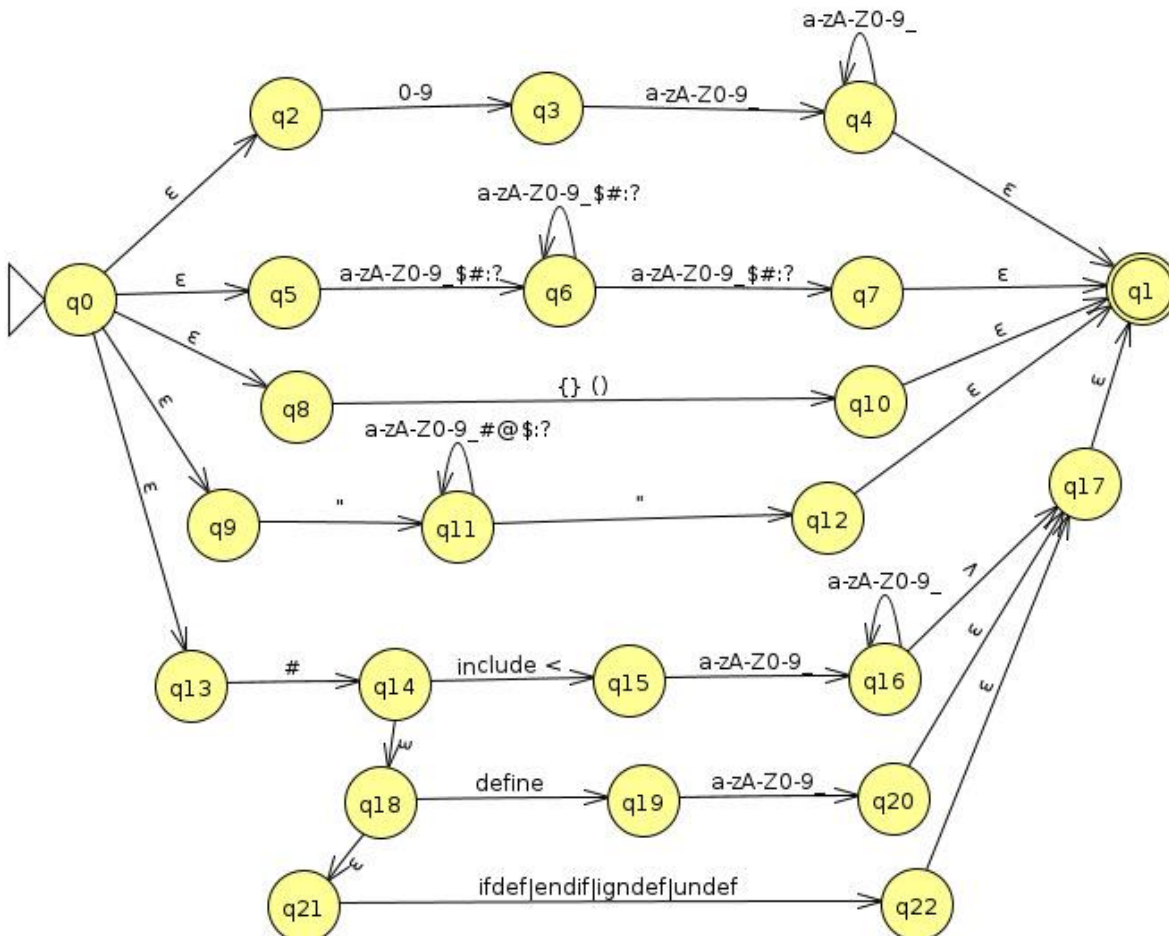 a-zA-Z0-9_
q2
0-9
q3
a-zA-Z0-9_
q4
ε
ε
a-zA-Z0-9_$#:?
q0
ε
q5
a-zA-Z0-9_$#:?
q6
a-zA-Z0-9_$#:?
q7
ε
q1
ε
q8
{} ()
q10
ε
ε
a-zA-Z0-9_#@$:?
ε
ε
q9
"
q11
"
q12
ε
q17
a-zA-Z0-9_
>
q13
#
q14
include <
q15
a-zA-Z0-9_
q16
ε
ε
ε
q18
define
q19
a-zA-Z0-9_
q20
ε
q21
ifdef|endif|igndef|undef
q22